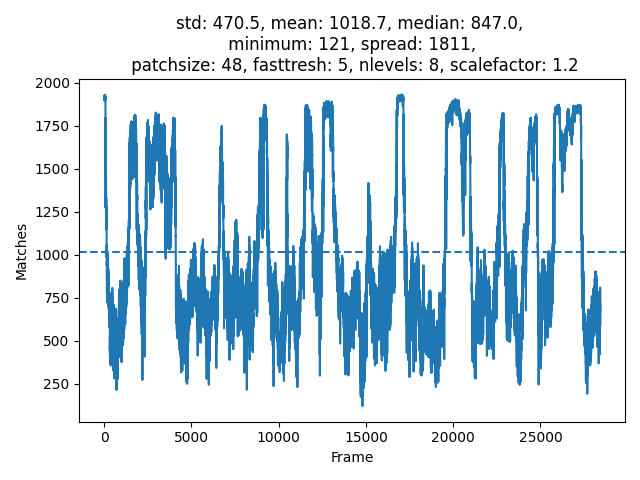 std: 470.5, mean: 1018.7, median: 847.0,
minimum: 121, spread: 1811,
patchsize: 48, fasttresh: 5, nlevels: 8, scalefactor: 1.2
2000
1750
1500
1250
1000
750
500
250
Matches
0 5000 10000 15000 20000 25000
Frame